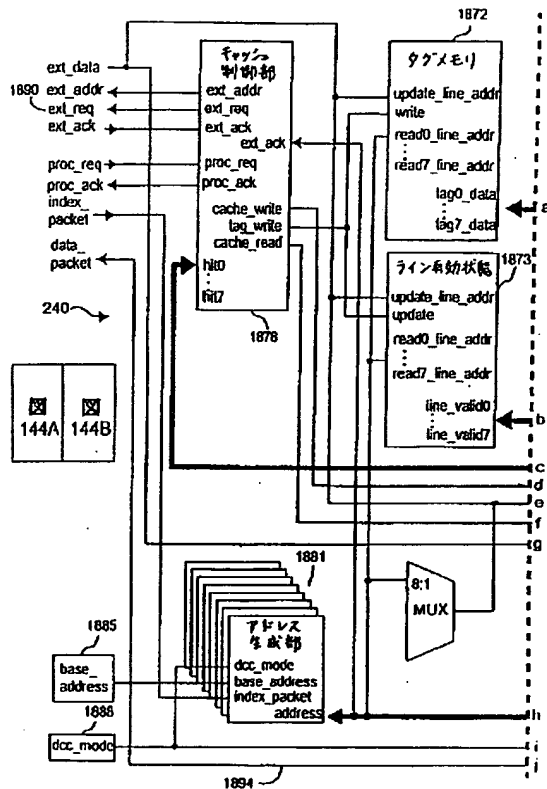 1872
キャッシュ
制御部
タグメモリ
ext_data
ext_addr
1890
ext_req
ext_ack
proc_req
proc_ack
index_
packet
data_
packet
240
ext_addr
ext_req
ext_ack
ext_ack
proc_req
proc_ack
cache_write
tag_write
cache_read
hit0
hit7
1878
update_line_addr
write
read0_line_addr
read7_line_addr
tag0_data
tag7_data
a
ライン有効状態
1873
update_line_addr
update
read0_line_addr
read7_line_addr
line_valid0
line_valid7
b
図
144A
図
144B
c
d
e
f
g
8:1
MUX
1881
アドレス
生成部
dcc_mode
base_address
index_packet
address
1885
base_
address
1888
dcc_mode
h
i
j
1894